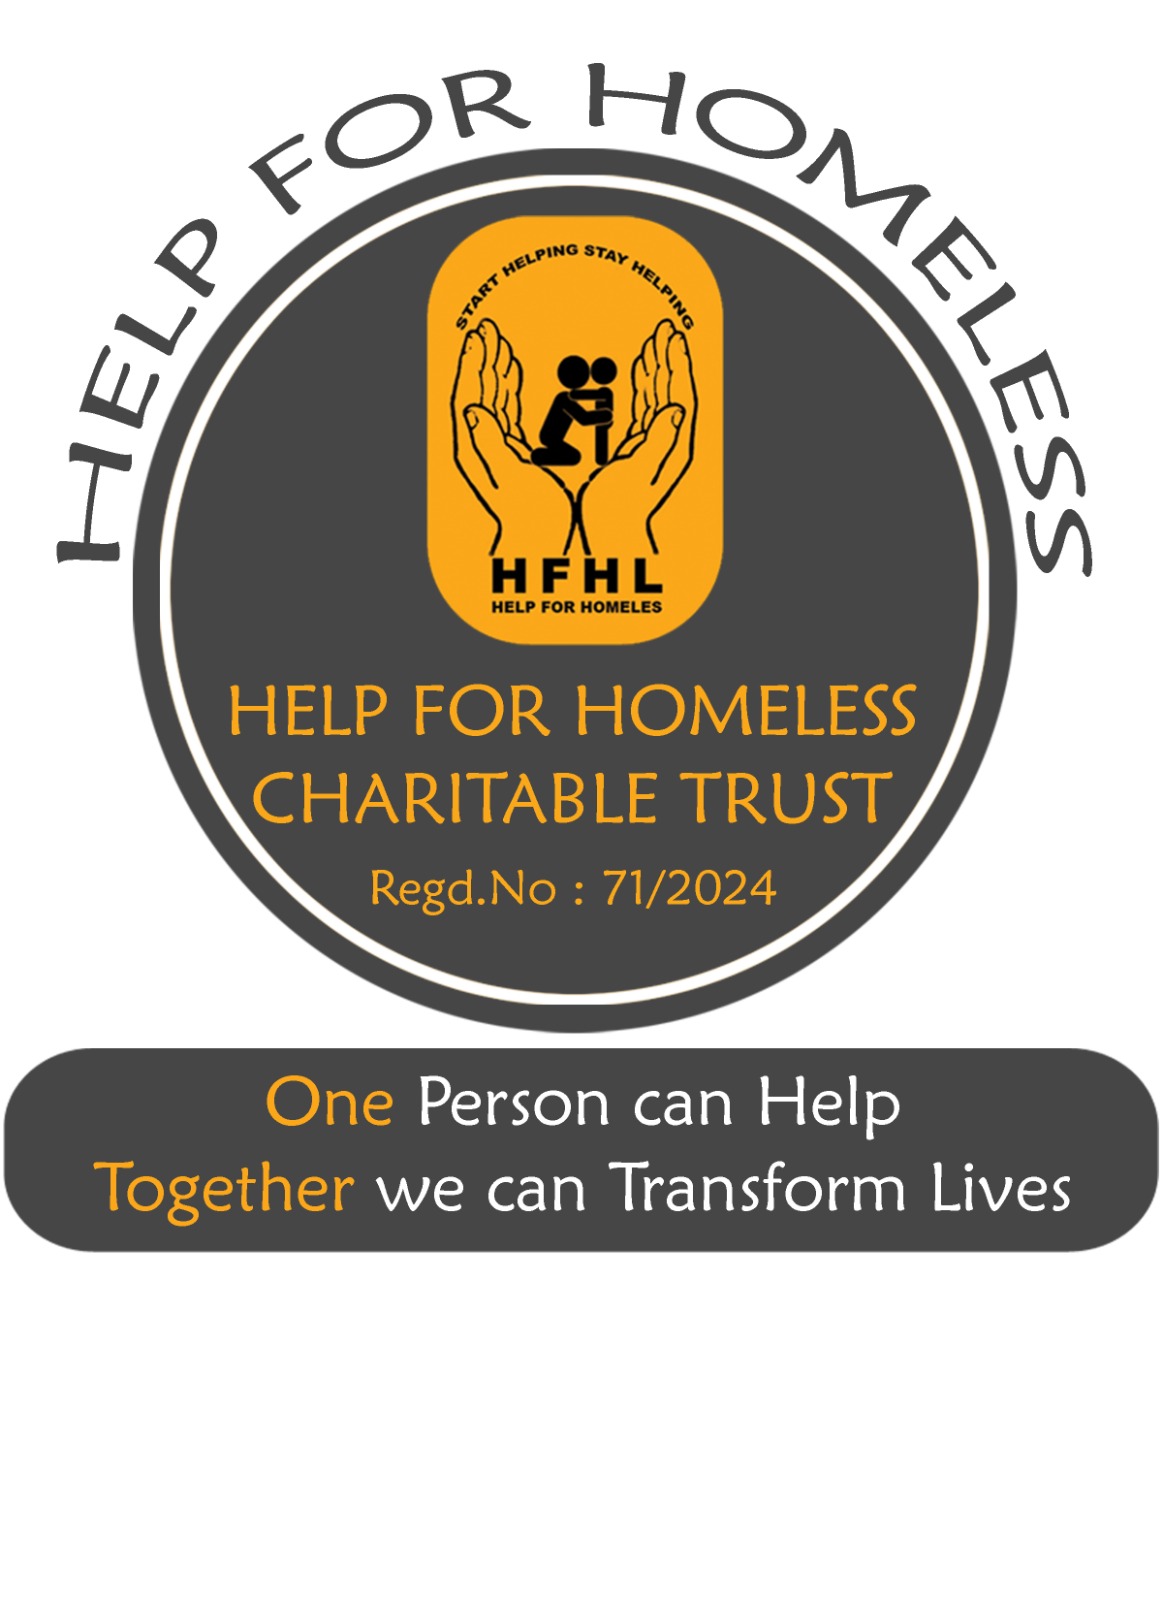 HELP FOR HOMELESS
START HELPING STAY HELPING
HFHL
HELP FOR HOMELES
HELP FOR HOMELESS
CHARITABLE TRUST
Regd.No : 71/2024
One Person can Help
Together we can Transform Lives